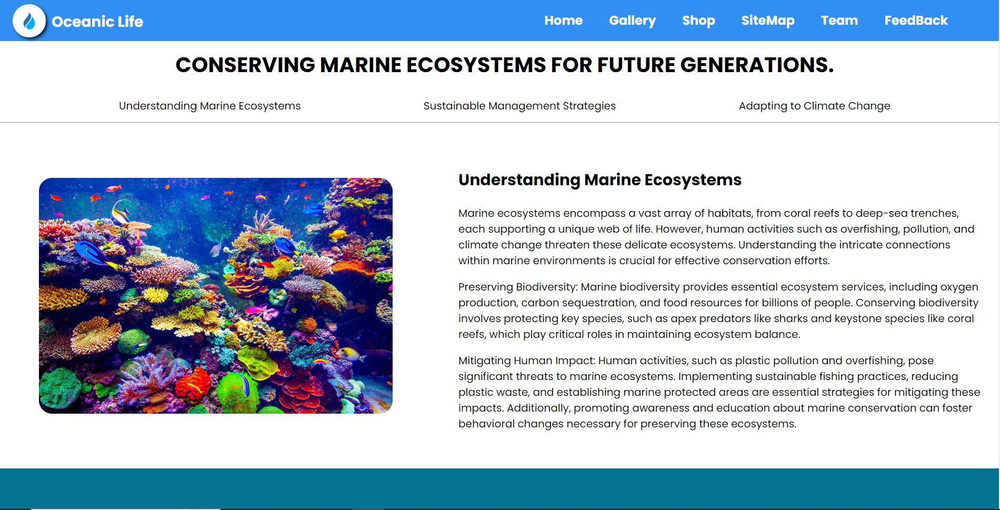 Oceanic Life
Home Gallery Shop SiteMap Team FeedBack
CONSERVING MARINE ECOSYSTEMS FOR FUTURE GENERATIONS.
Understanding Marine Ecosystems Sustainable Management Strategies Adapting to Climate Change
Understanding Marine Ecosystems
Marine ecosystems encompass a vast array of habitats, from coral reefs to deep-sea trenches,
each supporting a unique web of life. However, human activities such as overfishing, pollution, and
climate change threaten these delicate ecosystems. Understanding the intricate connections
within marine environments is crucial for effective conservation efforts.
Preserving Biodiversity: Marine biodiversity provides essential ecosystem services, including oxygen
production, carbon sequestration, and food resources for billions of people. Conserving biodiversity
involves protecting key species, such as apex predators like sharks and keystone species like coral
reefs, which play critical roles in maintaining ecosystem balance.
Mitigating Human Impact: Human activities, such as plastic pollution and overfishing, pose
significant threats to marine ecosystems. Implementing sustainable fishing practices, reducing
plastic waste, and establishing marine protected areas are essential strategies for mitigating these
impacts. Additionally, promoting awareness and education about marine conservation can foster
behavioral changes necessary for preserving these ecosystems.